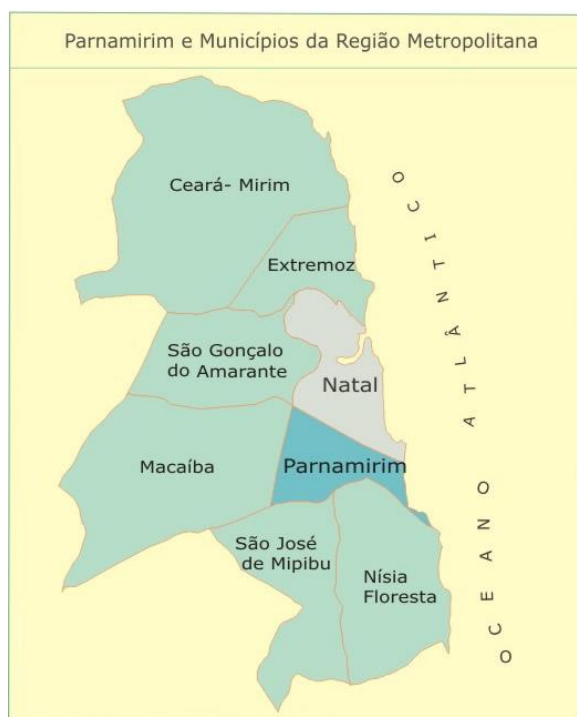 Parnamirim e Municípios da Região Metropolitana
Ceará- Mirim
Extremoz
São Gonçalo
do Amarante
Natal
Macaíba
Parnamirim
São José
de Mipibu
Nísia
Floresta
OCEANO ATLÂNTICO